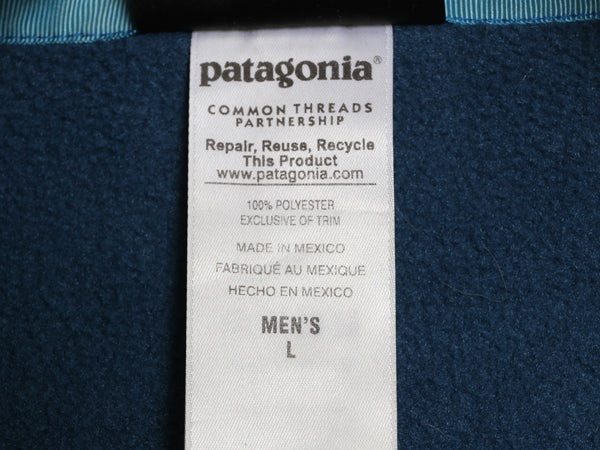 patagonia®
COMMON THREADS
PARTNERSHIP
Repair, Reuse, Recycle
This Product
www.patagonia.com
100% POLYESTER
EXCLUSIVE OF TRIM
MADE IN MEXICO
FABRIQUÉ AU MEXIQUE
HECHO EN MEXICO
MEN'S
L